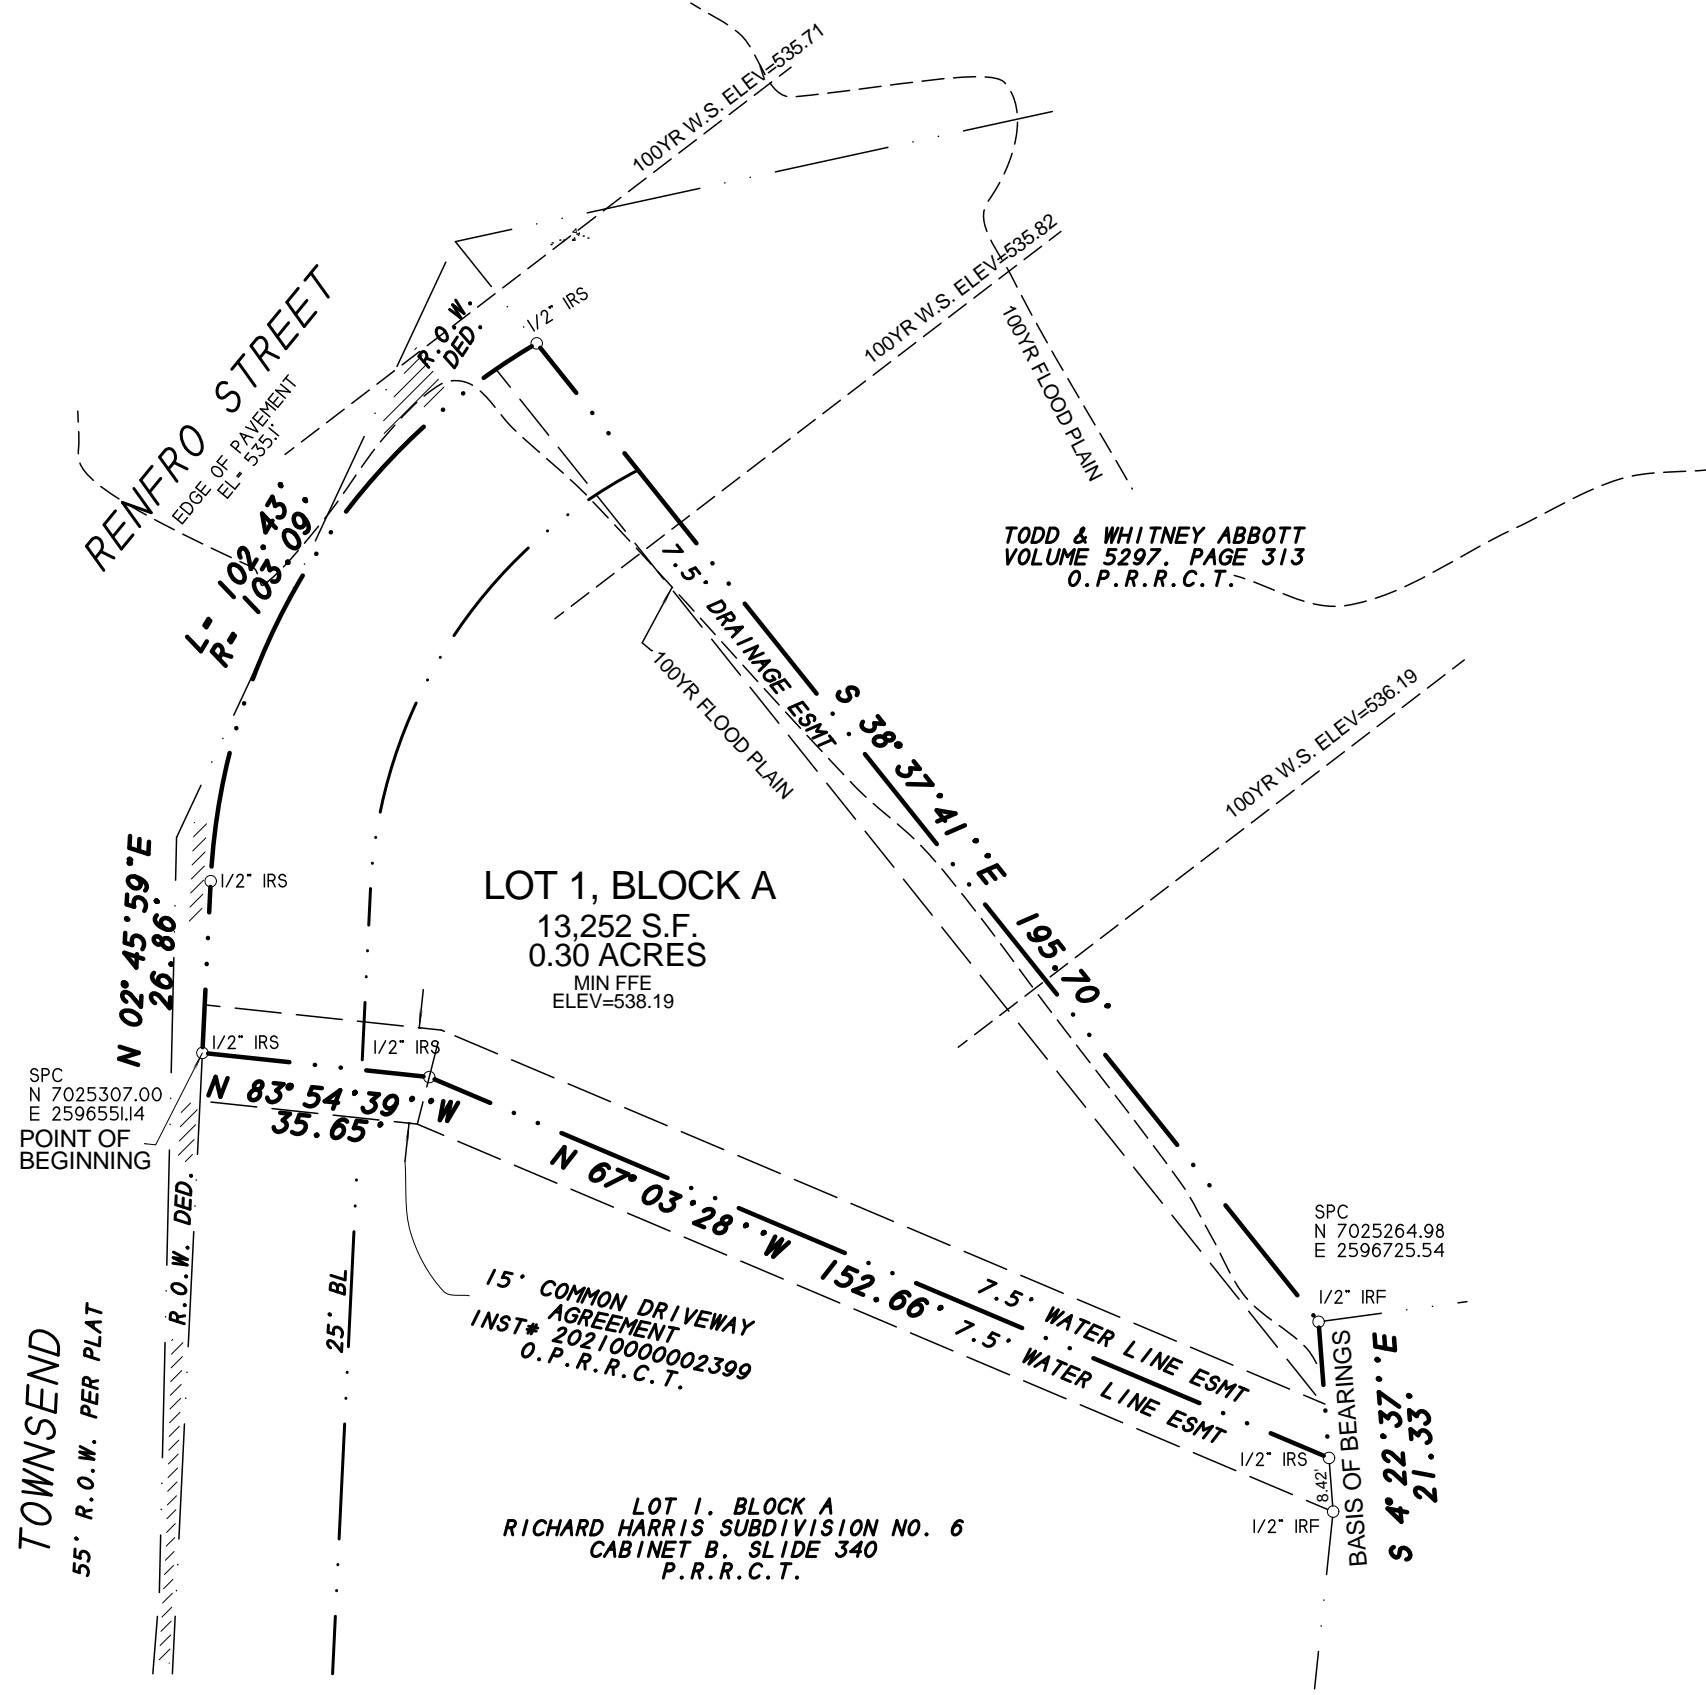 100YR W.S. ELEV=535.71
100YR W.S. ELEV=535.82
100YR FLOOD PLAIN
R.O.W.
DED.
1/2" IRS
RENFRO STREET
EDGE OF PAVEMENT
EL- 535.1'
L- 102.43'
R- 103.09'
TODD & WHITNEY ABBOTT
VOLUME 5297, PAGE 313
O.P.R.R.C.T.
7.5' DRAINAGE ESMT
100YR FLOOD PLAIN
S 38° 37'41''E 195.70'
100YR W.S. ELEV=536.19
N 02° 45'59"E
26.86'
1/2" IRS
LOT 1, BLOCK A
13,252 S.F.
0.30 ACRES
MIN FFE
ELEV=538.19
1/2" IRS
1/2" IRS
SPC
N 7025307.00
E 2596551.14
POINT OF
BEGINNING
N 83° 54'39''W
35.65'
N 67° 03'28''W 152.66'
R.O.W. DED.
25' BL
15' COMMON DRIVEWAY
AGREEMENT
INST# 20210000002399
O.P.R.R.C.T.
7.5' WATER LINE ESMT
7.5' WATER LINE ESMT
SPC
N 7025264.98
E 2596725.54
1/2" IRF
BASIS OF BEARINGS
S 4° 22'37''E
21.33'
1/2" IRS
8.42'
1/2" IRF
TOWNSEND
55' R.O.W. PER PLAT
LOT 1, BLOCK A
RICHARD HARRIS SUBDIVISION NO. 6
CABINET B, SLIDE 340
P.R.R.C.T.